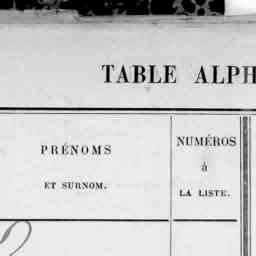 TABLE ALPH
PRÉNOMS
ET SURNOM.
NUMÉROS
à
LA LISTE.